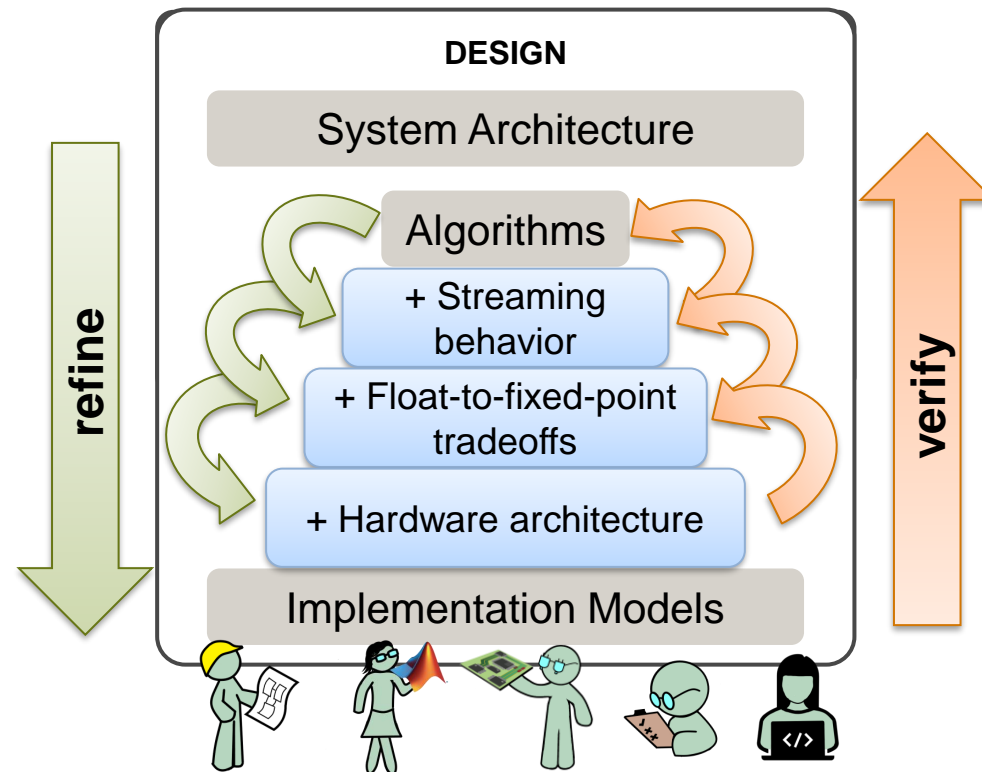 DESIGN
System Architecture
refine
Algorithms
+ Streaming
behavior
+ Float-to-fixed-point
tradeoffs
+ Hardware architecture
verify
Implementation Models
</>